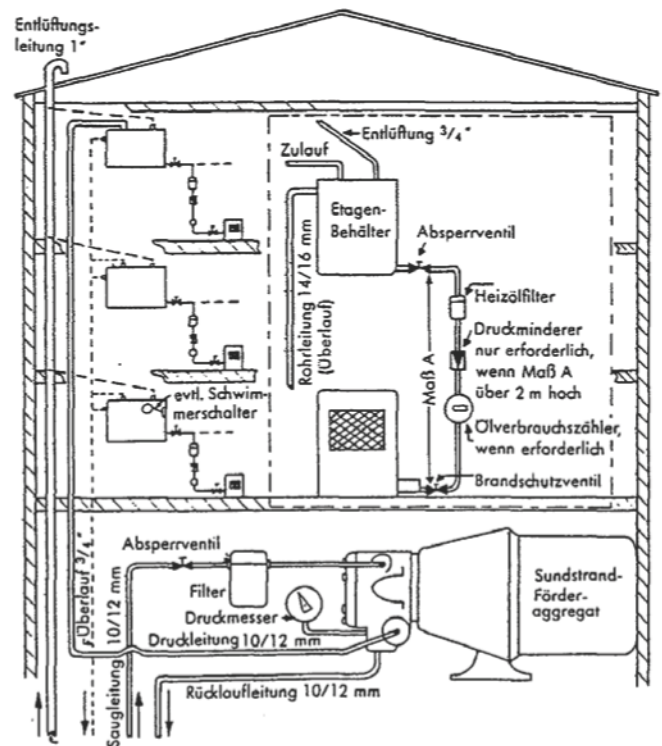 Entlüftungs-
leitung 1"
Entlüftung ³/₄"
Zulauf
Etagen-
Behälter
Absperrventil
Rohrleitung 14/16 mm
(Überlauf)
Maß A
Heizölfilter
Druckminderer
nur erforderlich,
wenn Maß A
über 2 m hoch
evtl. Schwim-
merschalter
Ölverbrauchszähler,
wenn erforderlich
Brandschutzventil
Absperrventil
Filter
Druckmesser
Sundstrand-
Förder-
aggregat
Druckleitung 10/12 mm
Rücklaufleitung 10/12 mm
Überlauf ³/₄"
Saugleitung 10/12 mm